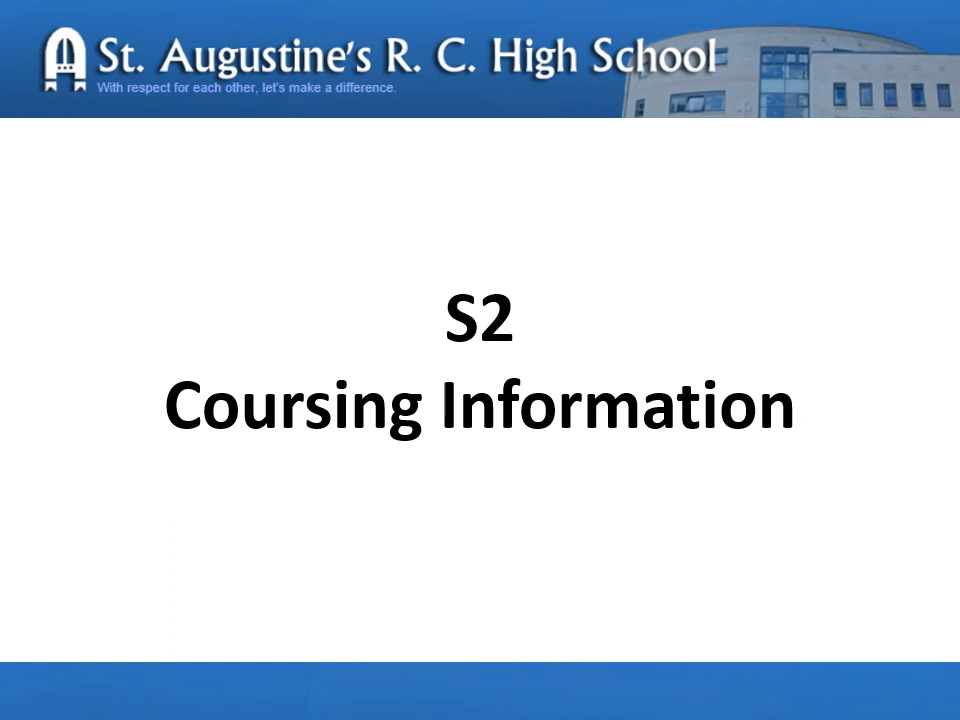 St. Augustine's R. C. High School
With respect for each other, let's make a difference.
S2
Coursing Information